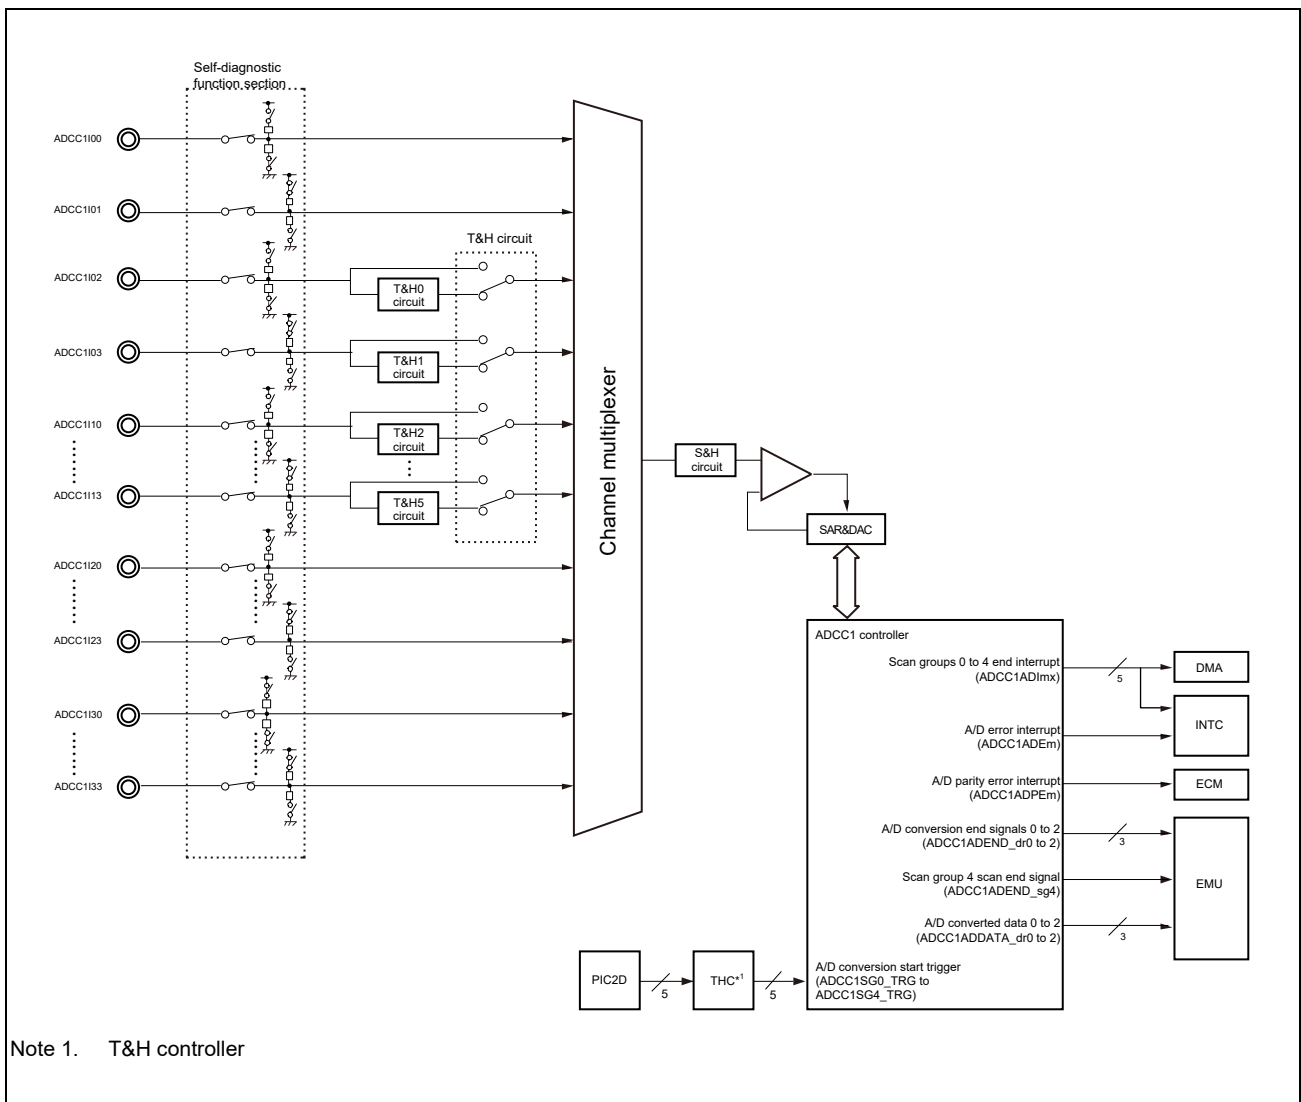 Self-diagnostic
function section
ADCC1I00
ADCC1I01
T&H circuit
ADCC1I02
T&H0
circuit
ADCC1I03
T&H1
circuit
ADCC1I10
T&H2
circuit
ADCC1I13
T&H5
circuit
ADCC1I20
ADCC1I23
ADCC1I30
ADCC1I33
Channel multiplexer
S&H
circuit
SAR&DAC
ADCC1 controller
Scan groups 0 to 4 end interrupt
(ADCC1ADImx)
5
DMA
INTC
A/D error interrupt
(ADCC1ADEm)
A/D parity error interrupt
(ADCC1ADPEm)
ECM
A/D conversion end signals 0 to 2
(ADCC1ADEND_dr0 to 2)
3
Scan group 4 scan end signal
(ADCC1ADEND_sg4)
EMU
A/D converted data 0 to 2
(ADCC1ADDATA_dr0 to 2)
3
PIC2D
5
THC*1
5
A/D conversion start trigger
(ADCC1SG0_TRG to
ADCC1SG4_TRG)
Note 1. T&H controller